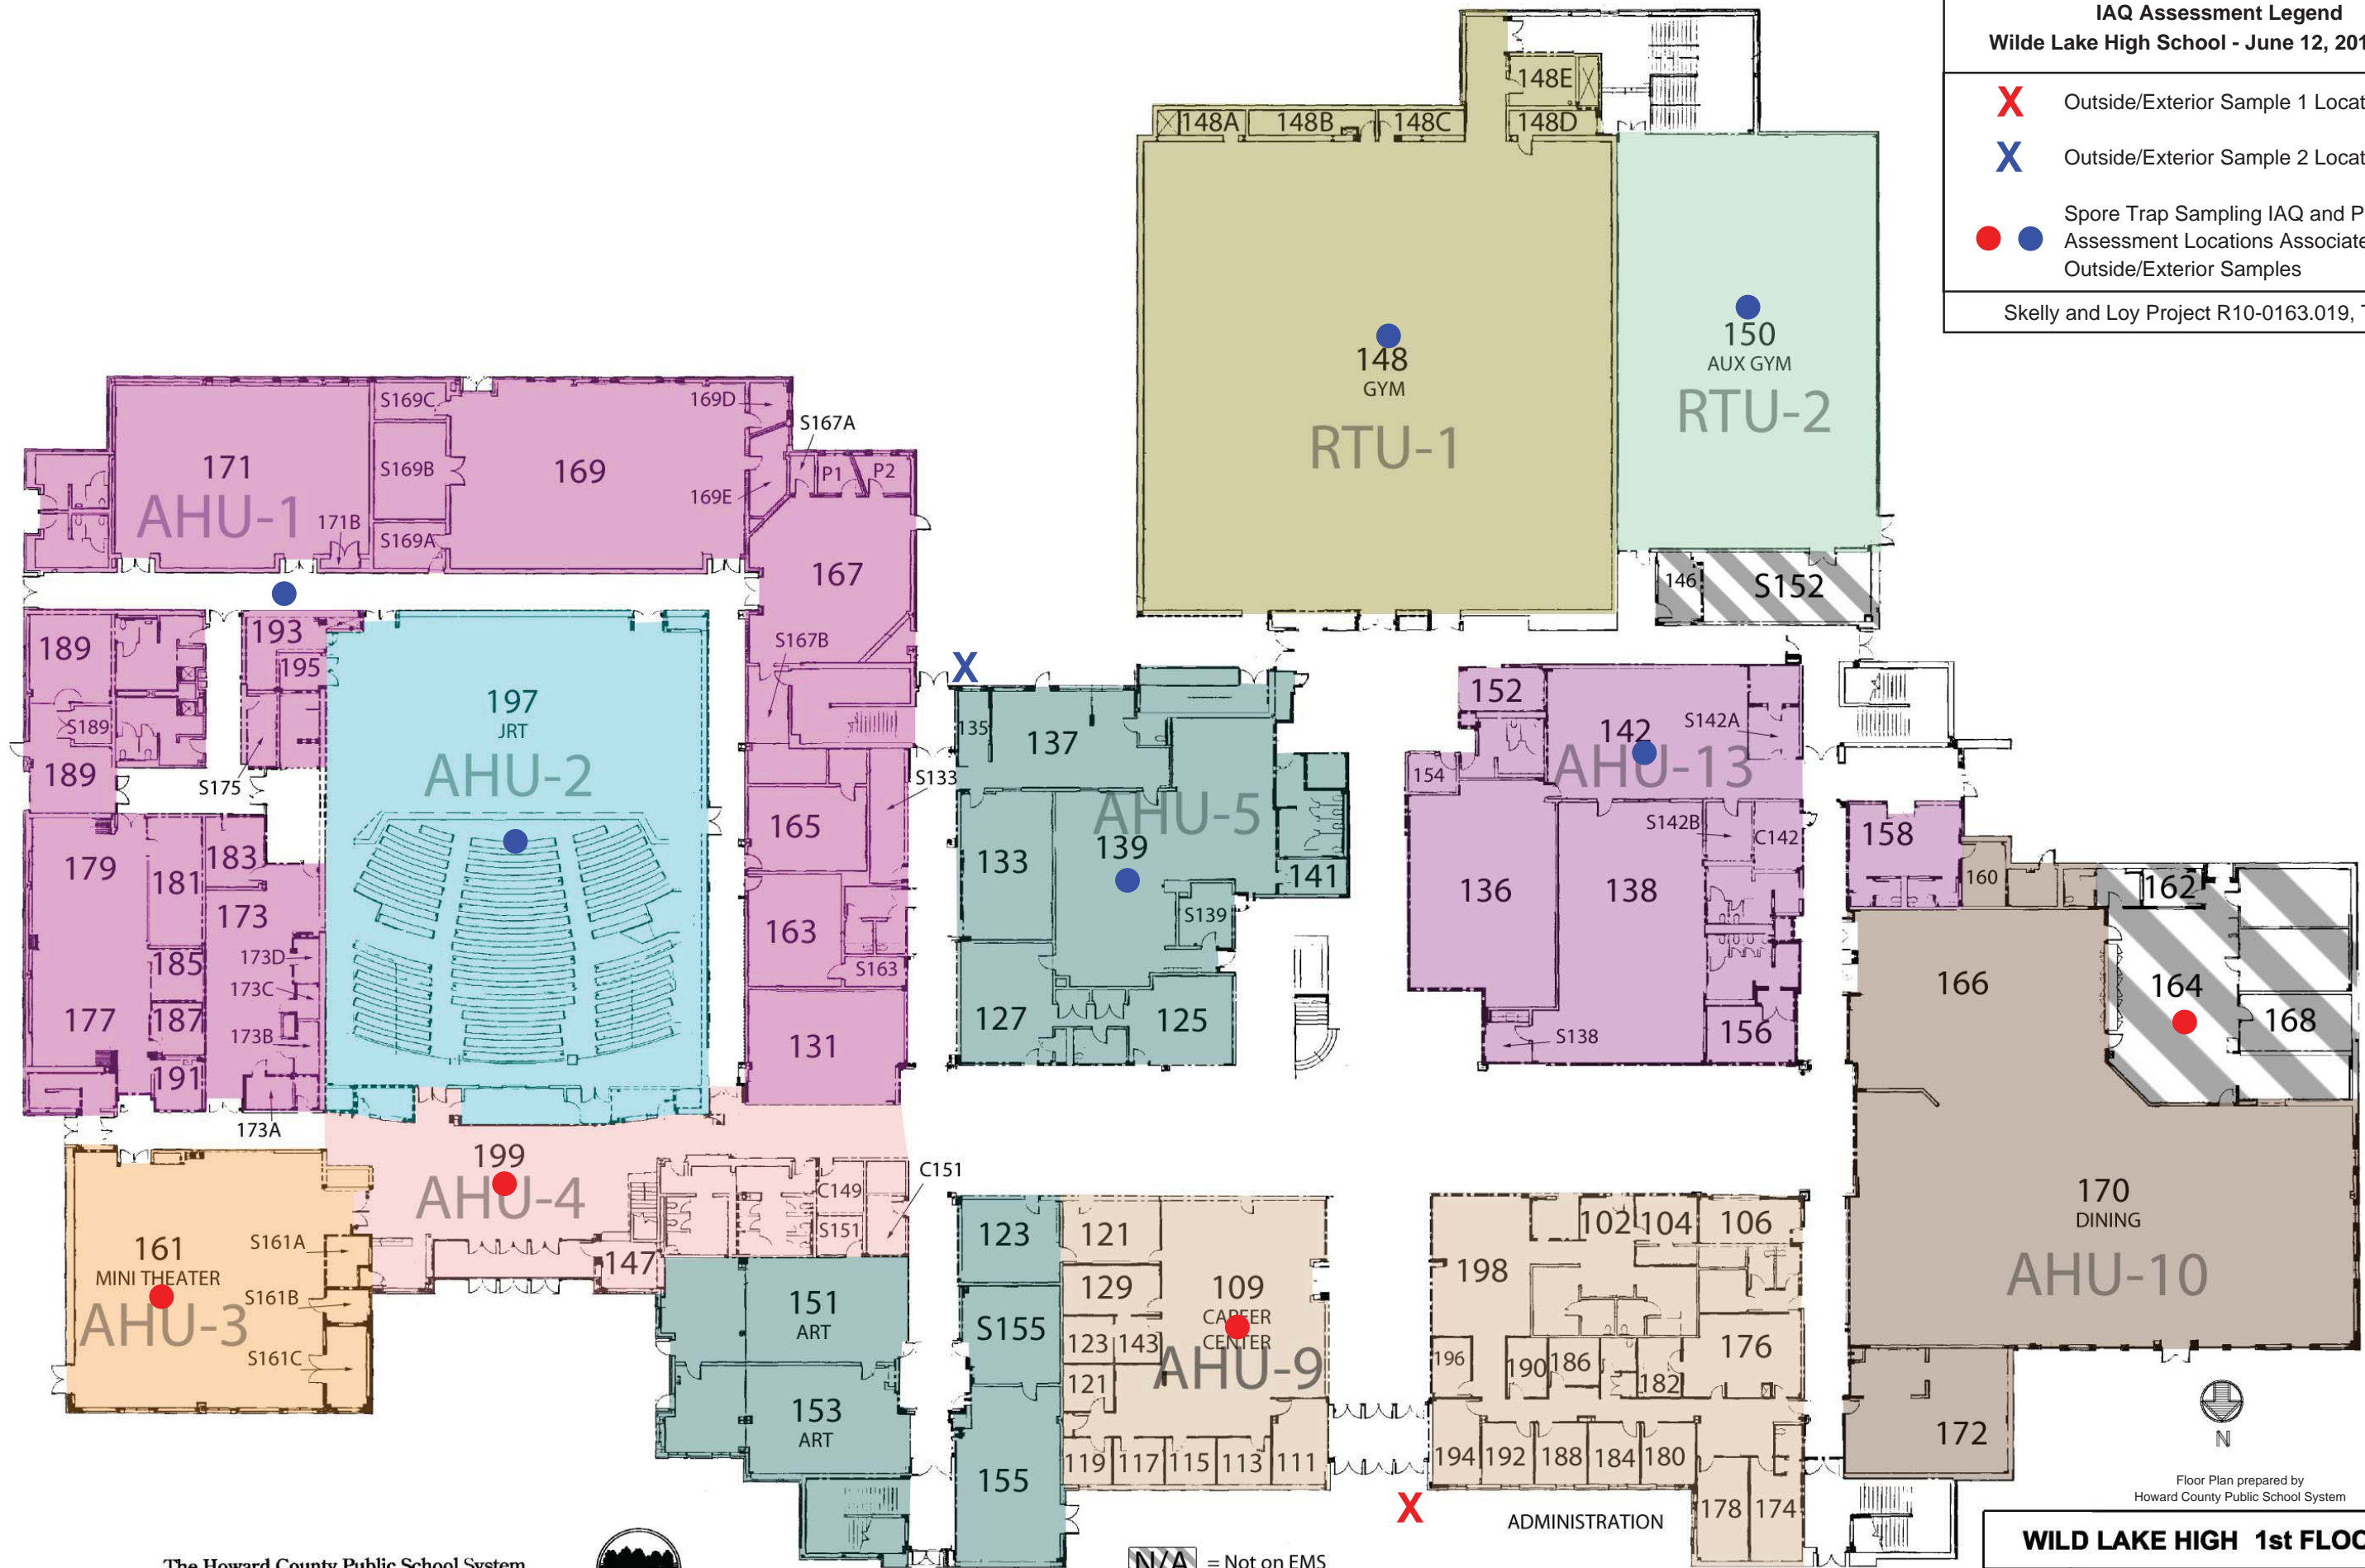 IAQ Assessment Legend
Wilde Lake High School - June 12, 201
X Outside/Exterior Sample 1 Locat
X Outside/Exterior Sample 2 Locat
Spore Trap Sampling IAQ and P
Assessment Locations Associate
Outside/Exterior Samples
Skelly and Loy Project R10-0163.019, T
148E
148A 148B 148C 148D
148
GYM
RTU-1
150
AUX GYM
RTU-2
146 S152
171
AHU-1
171B
S169C
S169B
S169A
169
169D
169E
S167A
P1 P2
167
S167B
189
S189
189
193
195
S175
197
JRT
AHU-2
179
181
183
173
185
173D
173C
177
187
173B
191
173A
165
S133
163
S163
131
X
135
137
AHU-5
133
139
141
S139
127
125
152
142
S142A
AHU-13
154
S142B
C142
136
138
S138
156
158
160
162
166
164
168
170
DINING
AHU-10
172
199
AHU-4
C149
C151
S151
147
161
MINI THEATER
AHU-3
S161A
S161B
S161C
151
ART
153
ART
123
S155
155
121
129
123 143
121
109
CAREER
CENTER
AHU-9
119 117 115 113 111
102 104 106
198
196
190 186
182
176
194 192 188 184 180
178 174
X
ADMINISTRATION
N
Floor Plan prepared by
Howard County Public School System
WILD LAKE HIGH 1st FLOO
The Howard County Public School System
N/A = Not on EMS